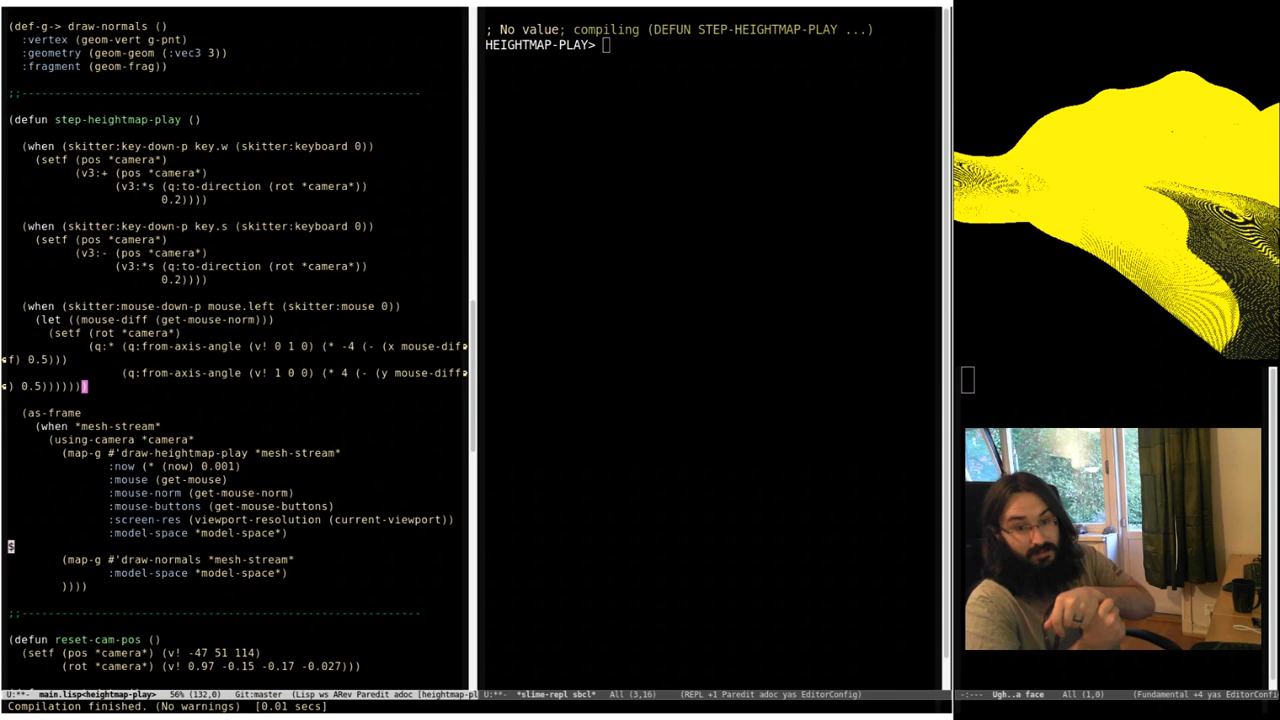 (def-g-> draw-normals ()
:vertex (geom-vert g-pnt)
:geometry (geom-geom (:vec3 3))
:fragment (geom-frag))
;;------------------------------------------------------------
(defun step-heightmap-play ()
(when (skitter:key-down-p key.w (skitter:keyboard 0))
(setf (pos *camera*)
(v3:+ (pos *camera*)
(v3:*s (q:to-direction (rot *camera*))
0.2))))
(when (skitter:key-down-p key.s (skitter:keyboard 0))
(setf (pos *camera*)
(v3:- (pos *camera*)
(v3:*s (q:to-direction (rot *camera*))
0.2))))
(when (skitter:mouse-down-p mouse.left (skitter:mouse 0))
(let ((mouse-diff (get-mouse-norm)))
(setf (rot *camera*)
(q:* (q:from-axis-angle (v! 0 1 0) (* -4 (- (x mouse-dif
f) 0.5)))
(q:from-axis-angle (v! 1 0 0) (* 4 (- (y mouse-diff
) 0.5)))))))
(as-frame
(when *mesh-stream*
(using-camera *camera*
(map-g #'draw-heightmap-play *mesh-stream*
:now (* (now) 0.001)
:mouse (get-mouse)
:mouse-norm (get-mouse-norm)
:mouse-buttons (get-mouse-buttons)
:screen-res (viewport-resolution (current-viewport))
:model-space *model-space*)
(map-g #'draw-normals *mesh-stream*
:model-space *model-space*)
))))
;;------------------------------------------------------------
(defun reset-cam-pos ()
(setf (pos *camera*) (v! -47 51 114)
(rot *camera*) (v! 0.97 -0.15 -0.17 -0.027)))
U:**- main.lisp<heightmap-play> 56% (132,0) Git:master (Lisp ws ARev Paredit adoc [heightmap-pl
Compilation finished. (No warnings) [0.01 secs]
; No value; compiling (DEFUN STEP-HEIGHTMAP-PLAY ...)
HEIGHTMAP-PLAY>
U:**- *slime-repl sbcl* All (3,16) (REPL +1 Paredit adoc yas EditorConfig)
-:--- Ugh..a face All (1,0) (Fundamental +4 yas EditorConfig)